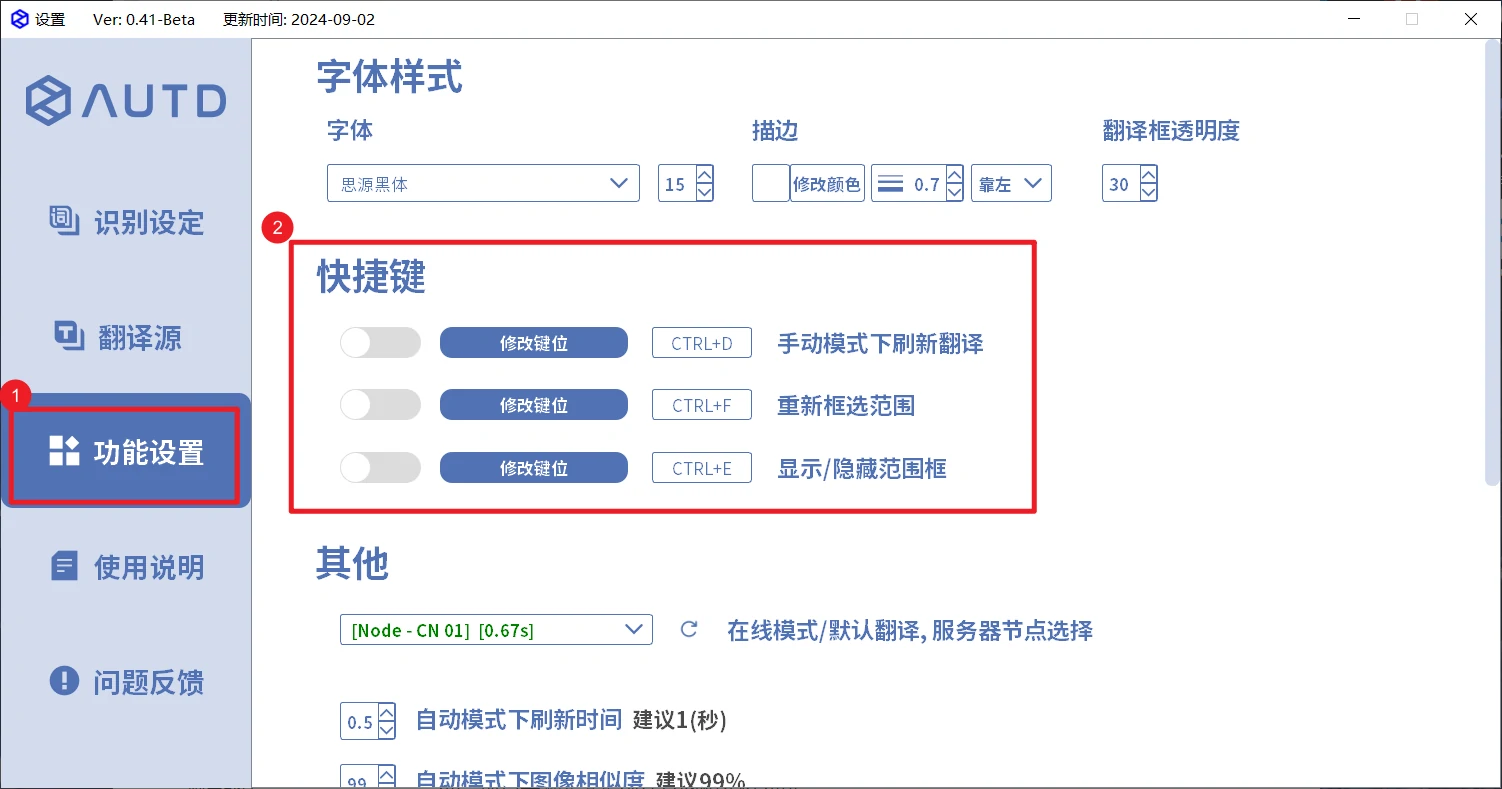 设置 Ver: 0.41-Beta 更新时间: 2024-09-02
AUTD
识别设定
翻译源
1
功能设置
使用说明
问题反馈
字体样式
字体 描边 翻译框透明度
思源黑体 15 修改颜色 0.7 靠左 30
2
快捷键
修改键位 CTRL+D 手动模式下刷新翻译
修改键位 CTRL+F 重新框选范围
修改键位 CTRL+E 显示/隐藏范围框
其他
[Node - CN 01] [0.67s] 在线模式/默认翻译, 服务器节点选择
0.5 自动模式下刷新时间 建议1(秒)
99 自动模式下图像相似度 建议99%